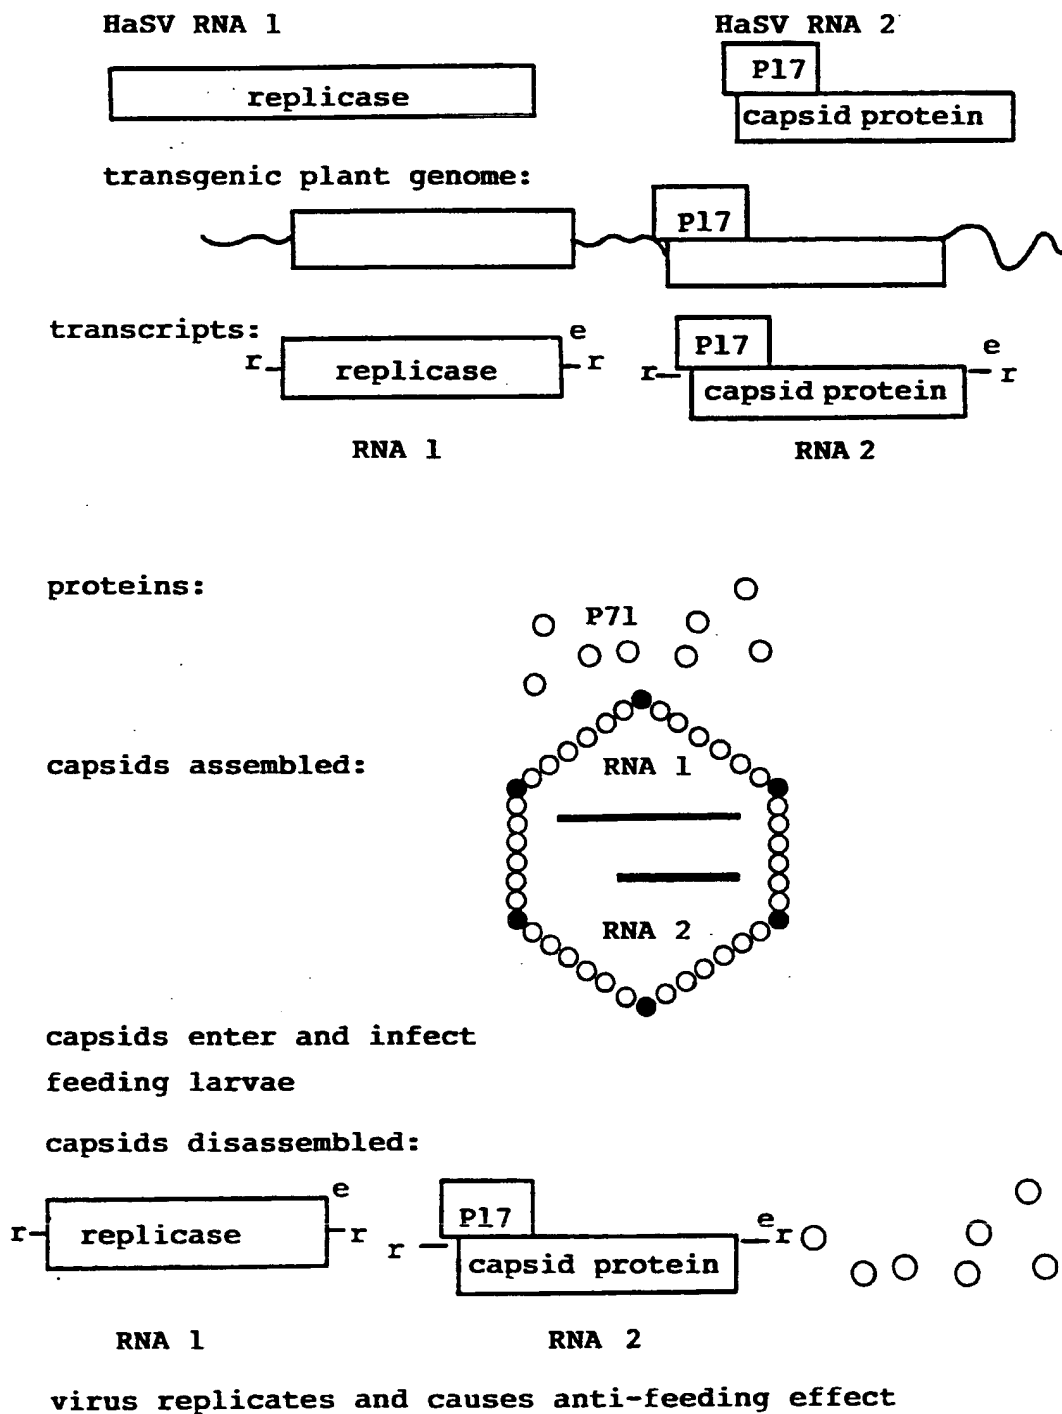 HaSV RNA 1
HaSV RNA 2
replicase
P17
capsid protein
transgenic plant genome:
P17
transcripts:
r
replicase
e
r
r
P17
capsid protein
e
r
RNA 1
RNA 2
proteins:
P71
capsids assembled:
RNA 1
RNA 2
capsids enter and infect
feeding larvae
capsids disassembled:
r
replicase
e
r
r
P17
capsid protein
e
r
RNA 1
RNA 2
virus replicates and causes anti-feeding effect